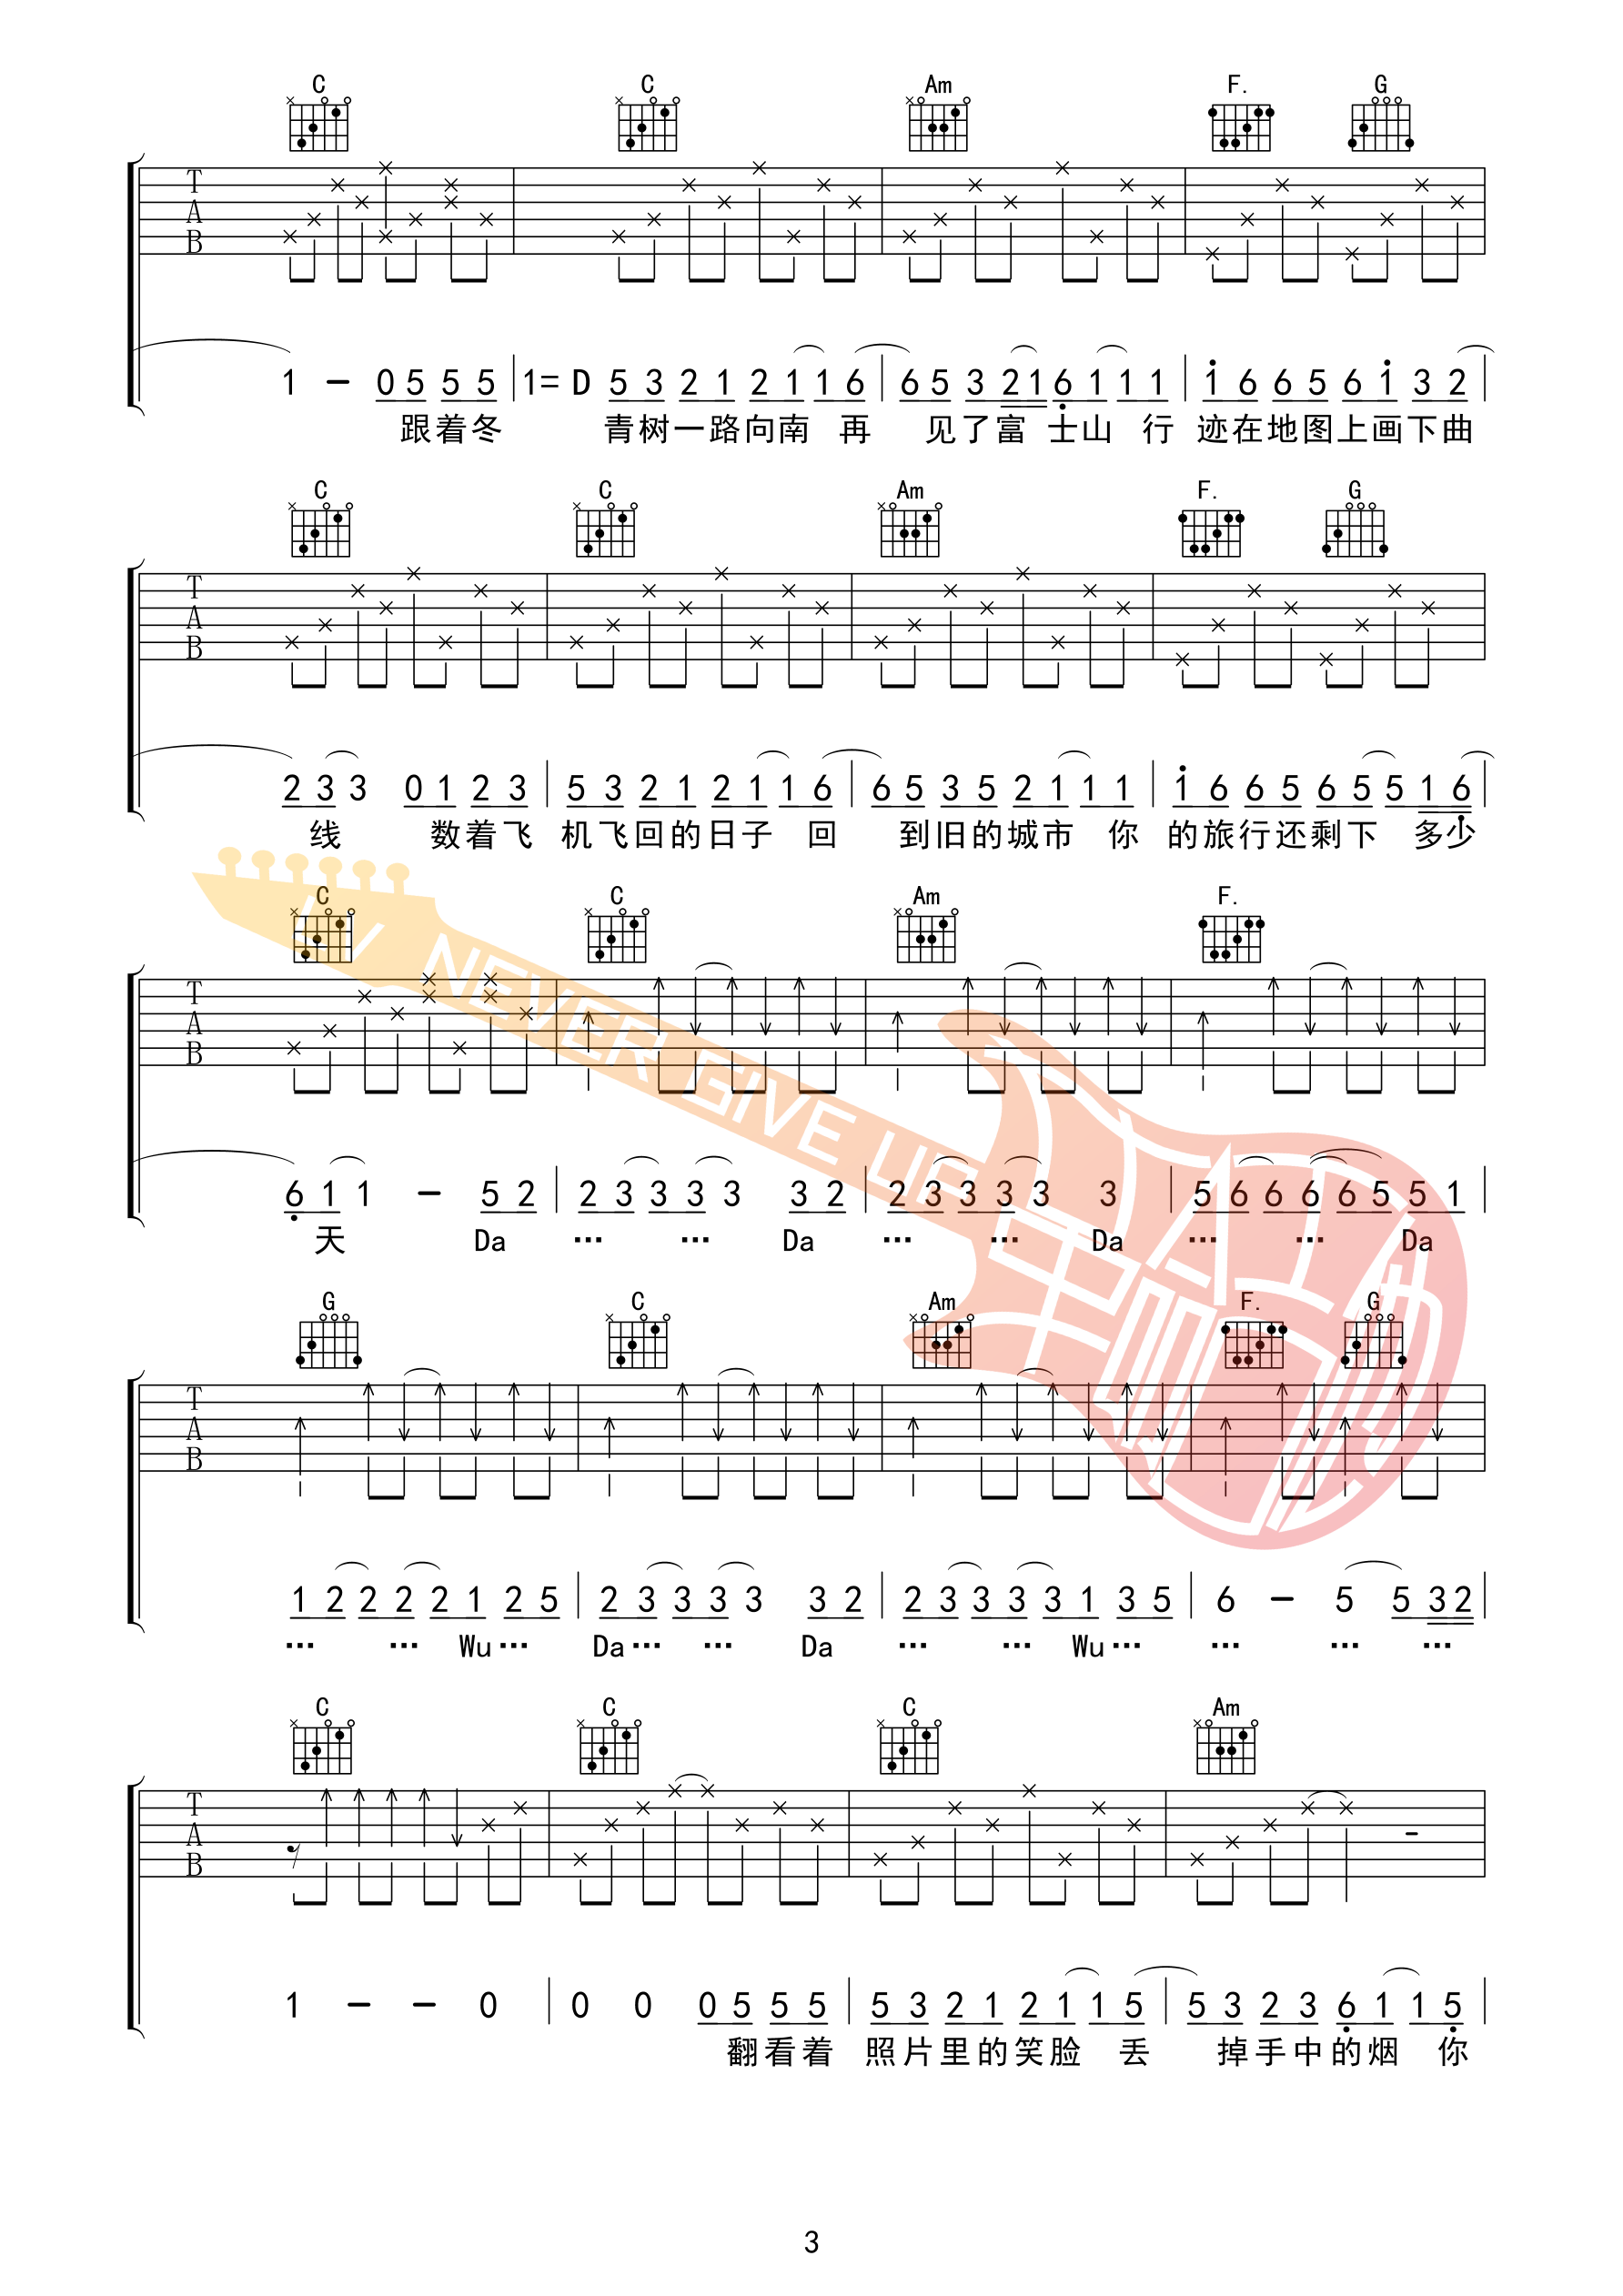 C C Am F. G
T
A
B
1 – 0 5 5 5 | 1= D 5 3 2 1 2 1 1 6 | 6 5 3 2 1 6 1 1 1 | 1 6 6 5 6 1 3 2 |
跟着冬 青树一路向南 再 见了富 士山 行 迹在地图上画下曲
C C Am F. G
T
A
B
2 3 3 0 1 2 3 | 5 3 2 1 2 1 1 6 | 6 5 3 5 2 1 1 1 | 1 6 6 5 6 5 5 1 6 |
线 数着飞 机飞回的日子 回 到旧的城市 你 的旅行还剩下 多少
C C Am F.
LV NEVER GIVE UP
T
A
B
6 1 1 – 5 2 | 2 3 3 3 3 3 2 | 2 3 3 3 3 3 | 5 6 6 6 6 5 5 1 |
天 Da … … Da … … Da … … Da
G C Am F. G
T
A
B
1 2 2 2 2 1 2 5 | 2 3 3 3 3 3 2 | 2 3 3 3 3 1 3 5 | 6 – 5 5 3 2 |
… … Wu … Da … … Da … … Wu … … … …
C C C Am
T
A
B
1 – – 0 | 0 0 0 5 5 5 | 5 3 2 1 2 1 1 5 | 5 3 2 3 6 1 1 5 |
翻看着 照片里的笑脸 丢 掉手中的烟 你
3